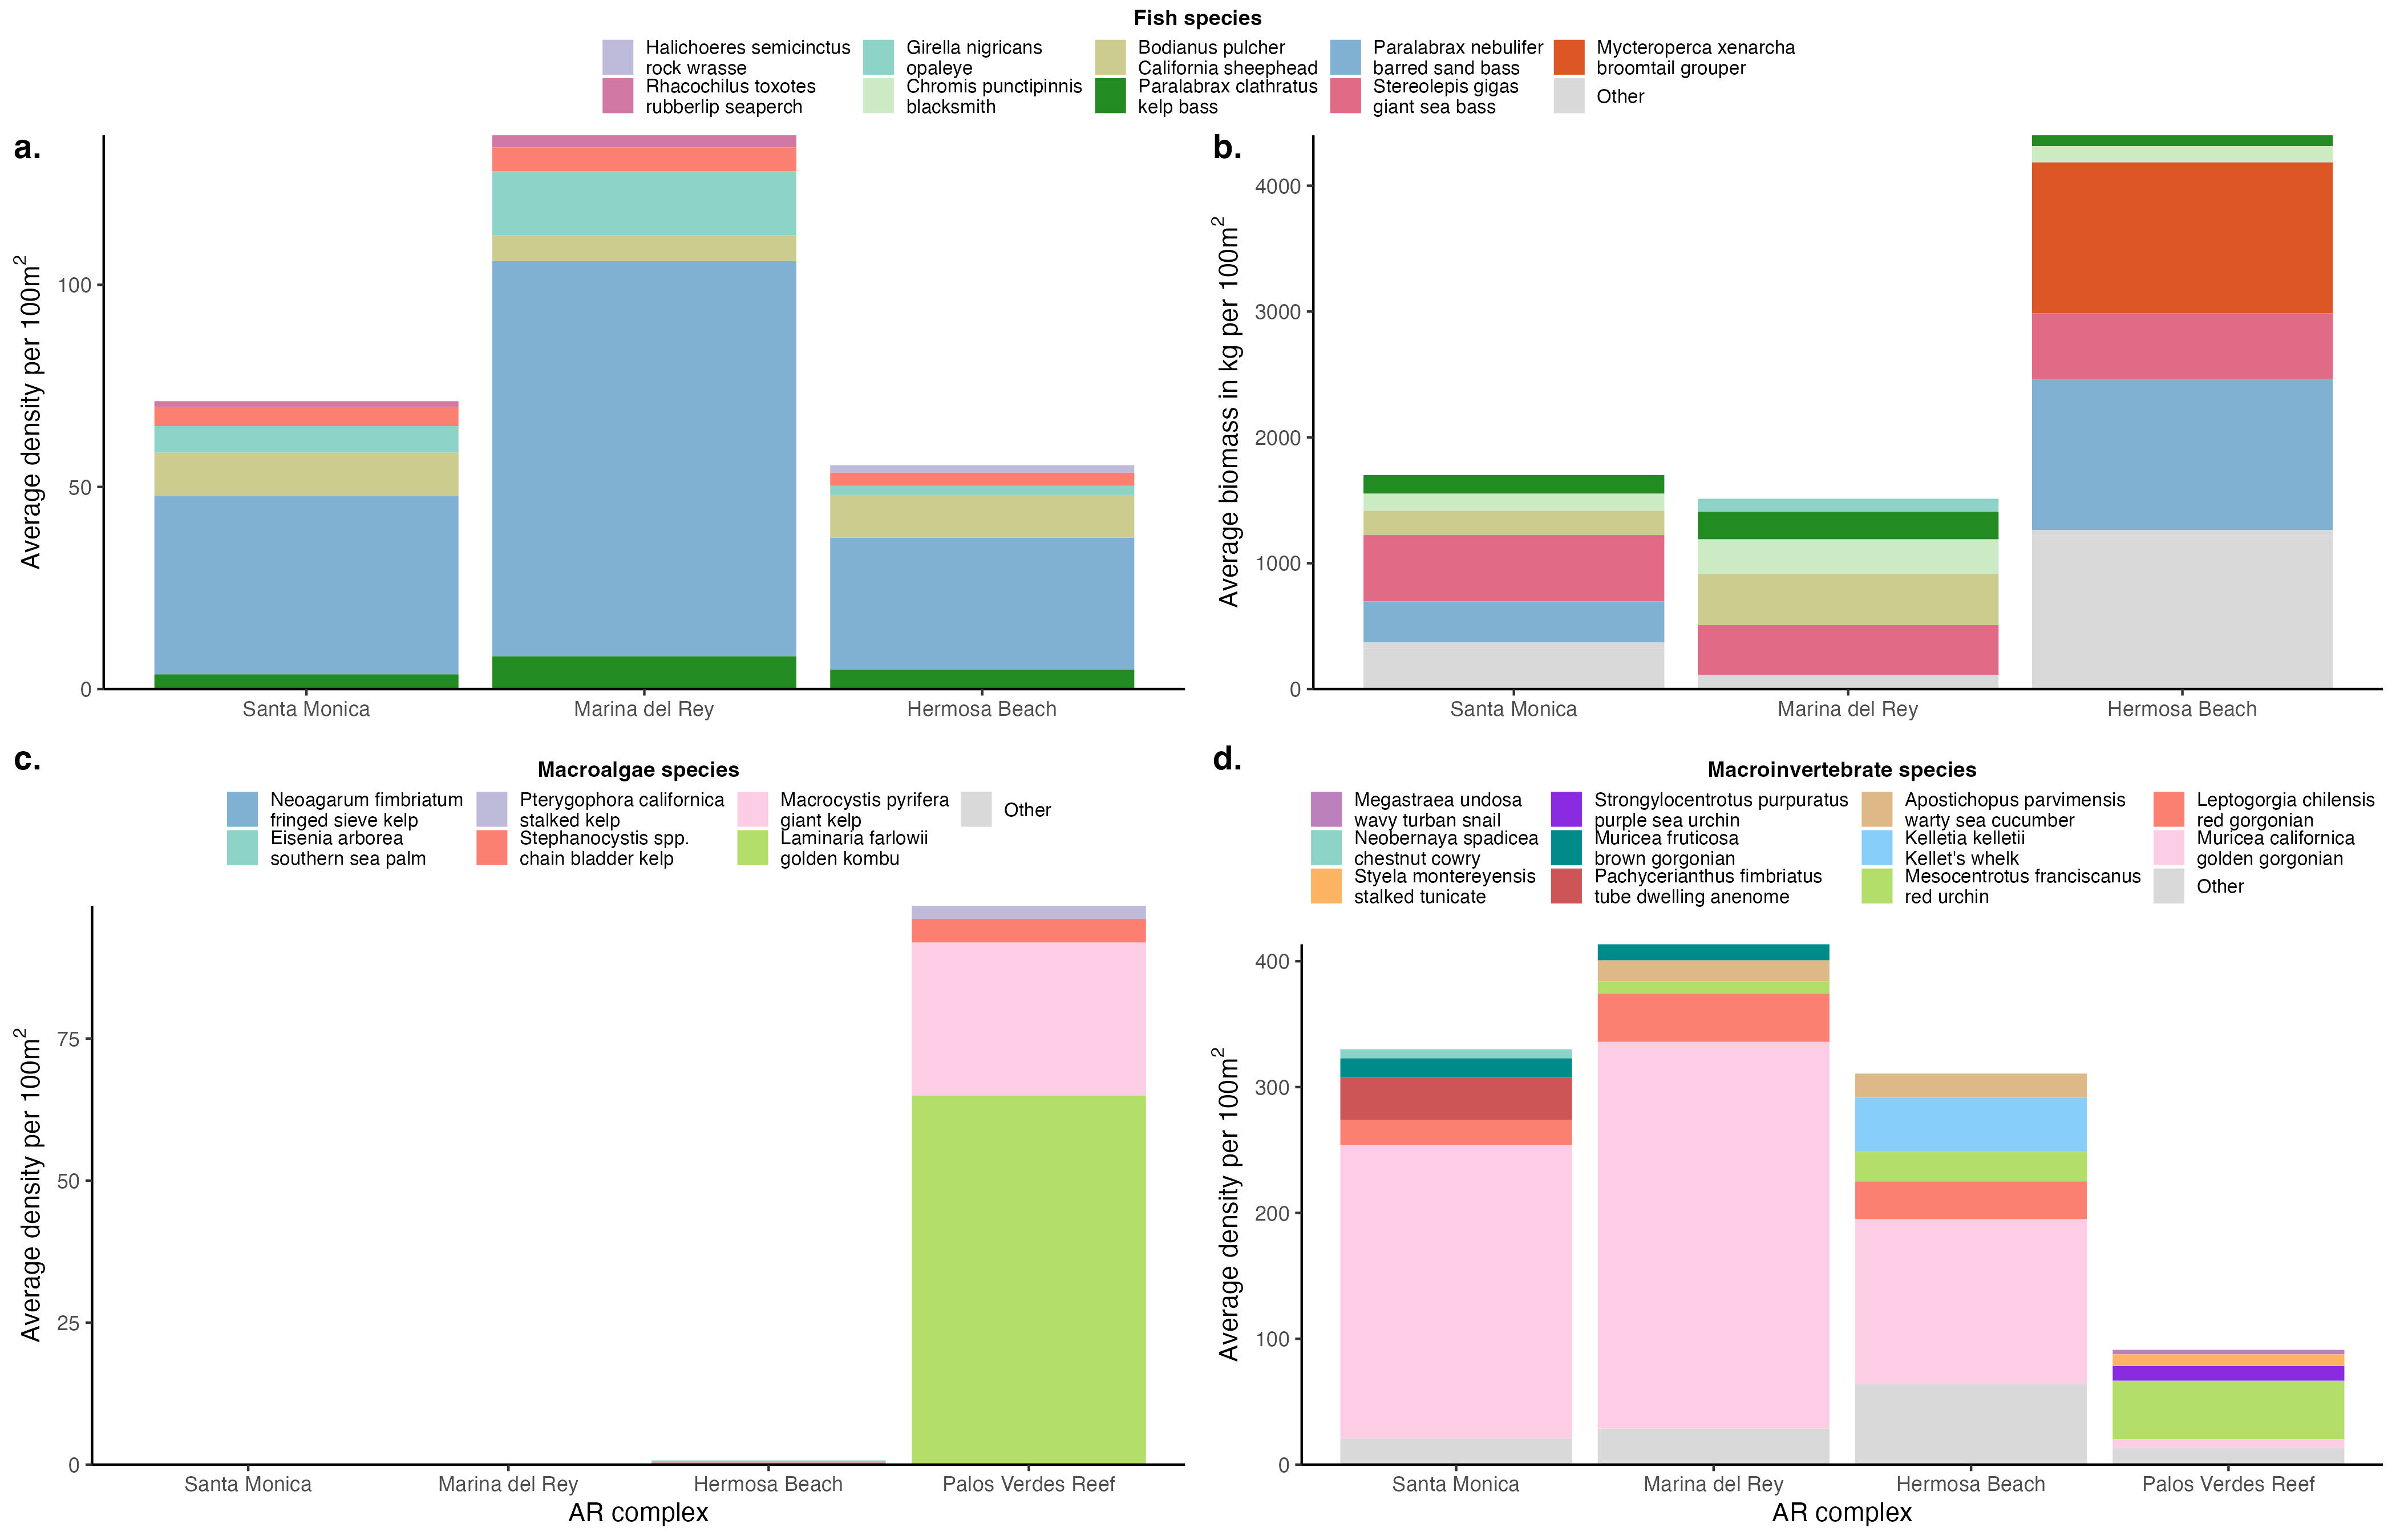 Fish species
Halichoeres semicinctus
rock wrasse
Rhacochilus toxotes
rubberlip seaperch
Girella nigricans
opaleye
Chromis punctipinnis
blacksmith
Bodianus pulcher
California sheephead
Paralabrax clathratus
kelp bass
Paralabrax nebulifer
barred sand bass
Stereolepis gigas
giant sea bass
Mycteroperca xenarcha
broomtail grouper
Other
a.
Average density per 100m²
100
50
0
Santa Monica
Marina del Rey
Hermosa Beach
b.
Average biomass in kg per 100m²
4000
3000
2000
1000
0
Santa Monica
Marina del Rey
Hermosa Beach
c.
Macroalgae species
Neoagarum fimbriatum
fringed sieve kelp
Eisenia arborea
southern sea palm
Pterygophora californica
stalked kelp
Stephanocystis spp.
chain bladder kelp
Macrocystis pyrifera
giant kelp
Laminaria farlowii
golden kombu
Other
Average density per 100m²
75
50
25
0
Santa Monica
Marina del Rey
Hermosa Beach
Palos Verdes Reef
AR complex
d.
Macroinvertebrate species
Megastraea undosa
wavy turban snail
Neobernaya spadicea
chestnut cowry
Styela montereyensis
stalked tunicate
Strongylocentrotus purpuratus
purple sea urchin
Muricea fruticosa
brown gorgonian
Pachycerianthus fimbriatus
tube dwelling anenome
Apostichopus parvimensis
warty sea cucumber
Kelletia kelletii
Kellet's whelk
Mesocentrotus franciscanus
red urchin
Leptogorgia chilensis
red gorgonian
Muricea californica
golden gorgonian
Other
Average density per 100m²
400
300
200
100
0
Santa Monica
Marina del Rey
Hermosa Beach
Palos Verdes Reef
AR complex